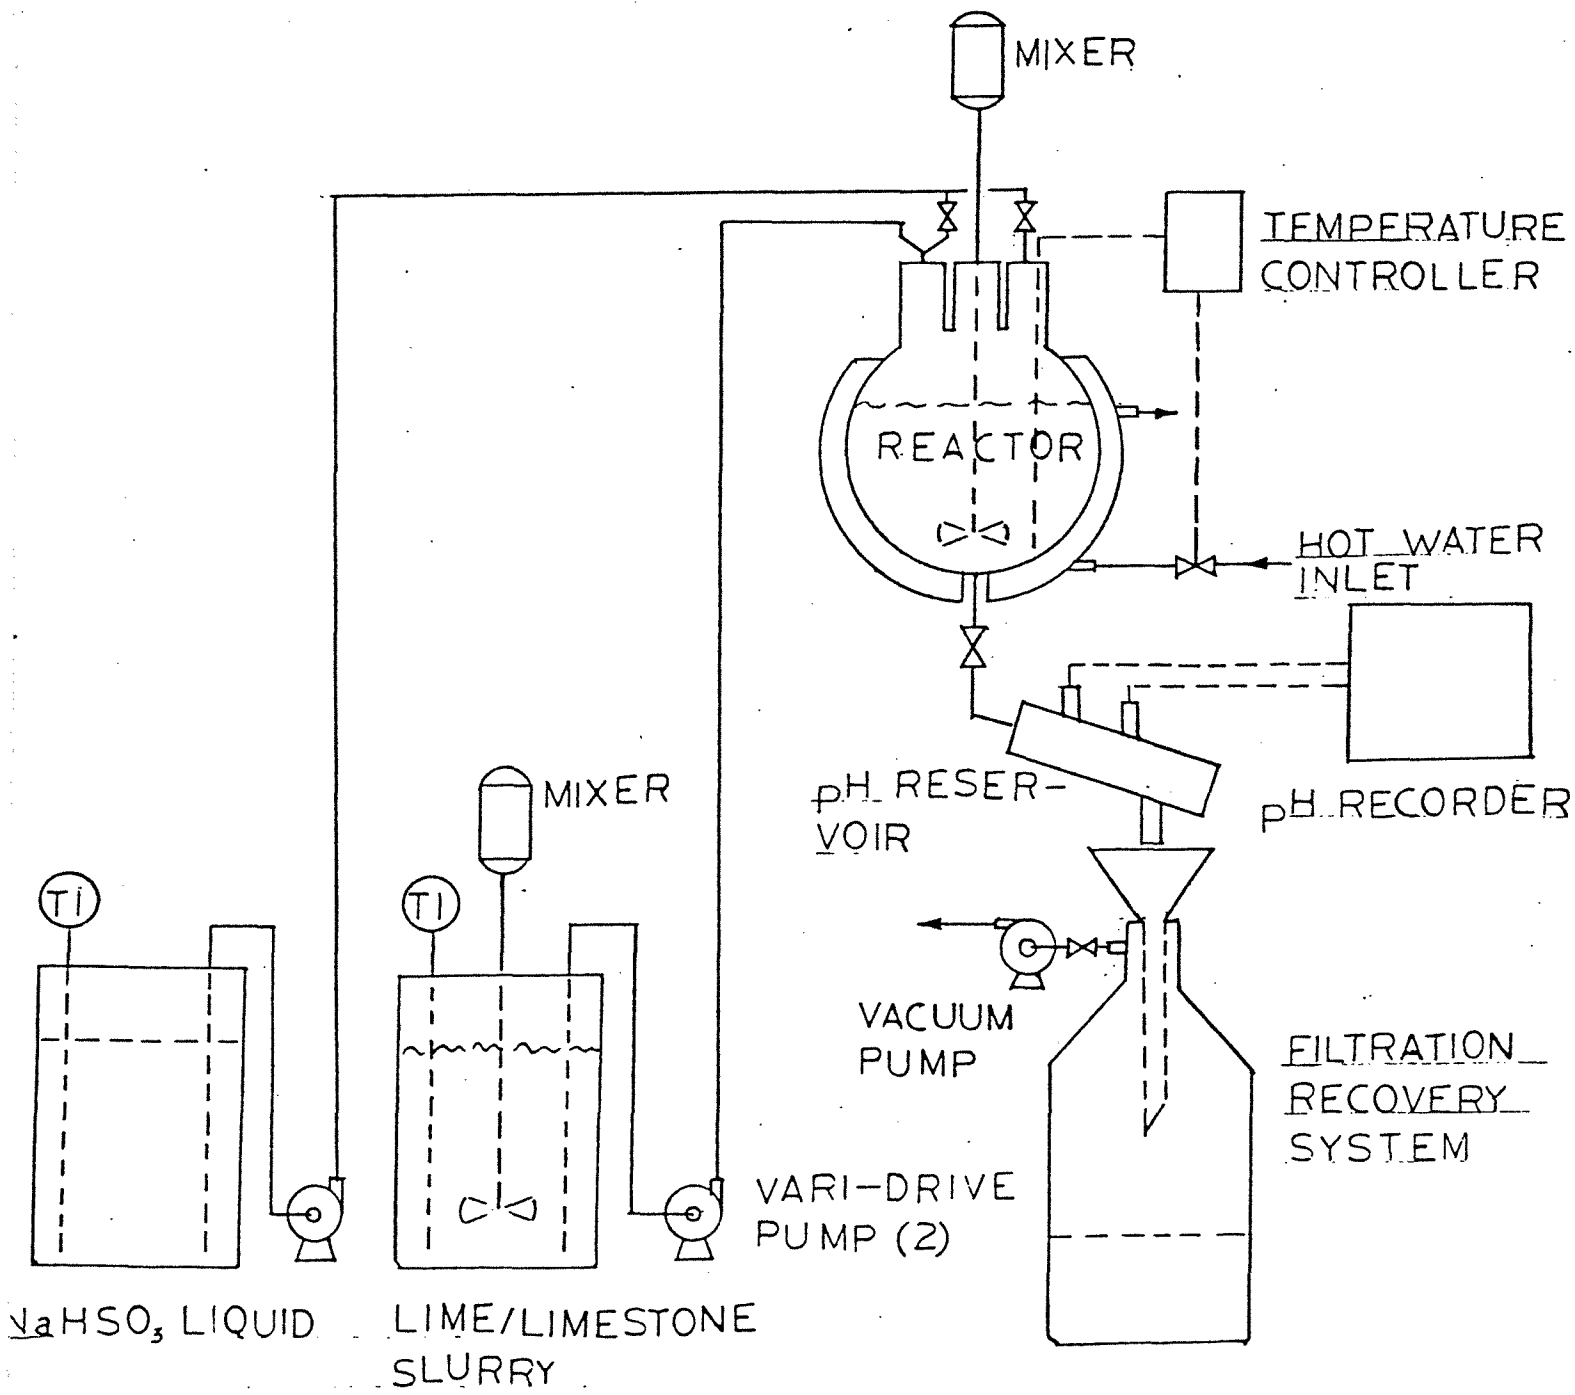 MIXER
TEMPERATURE
CONTROLLER
REACTOR
HOT WATER
INLET
pH RESER-
VOIR
pH RECORDER
MIXER
TI
TI
VACUUM
PUMP
FILTRATION
RECOVERY
SYSTEM
VARI-DRIVE
PUMP (2)
NaHSO₃ LIQUID
LIME/LIMESTONE
SLURRY